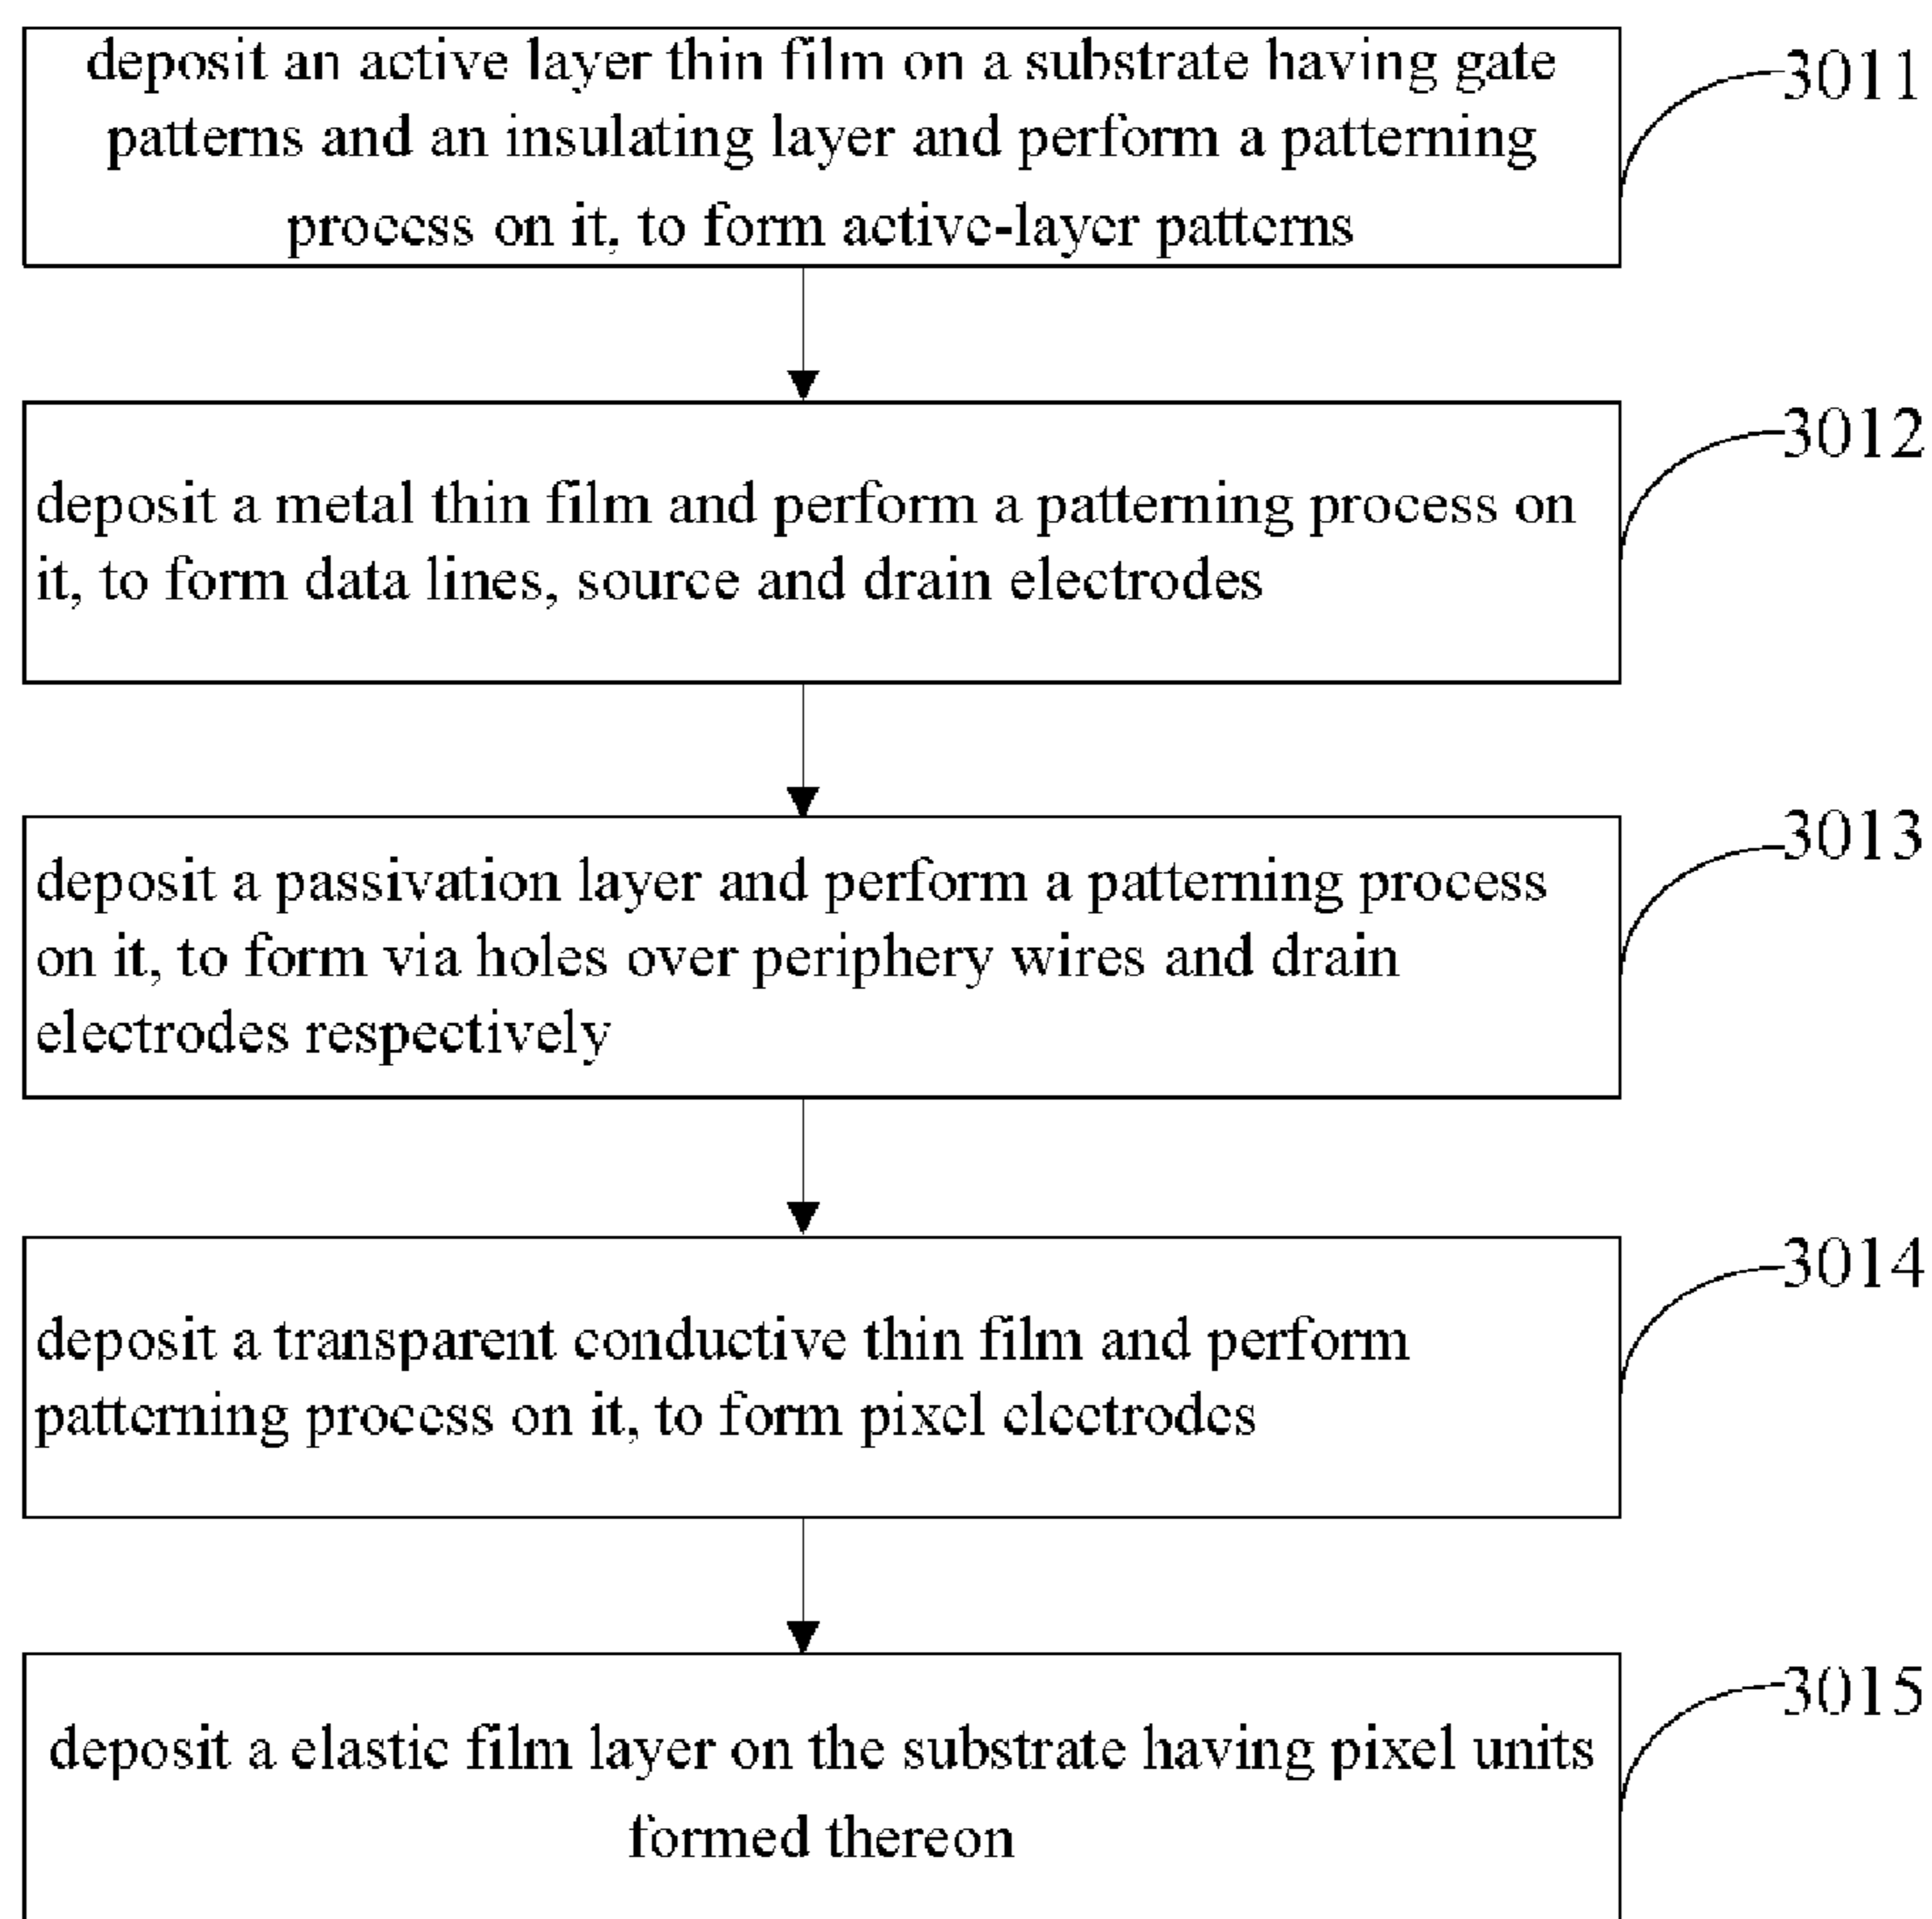 deposit an active layer thin film on a substrate having gate
patterns and an insulating layer and perform a patterning
process on it, to form active-layer patterns
3011
deposit a metal thin film and perform a patterning process on
it, to form data lines, source and drain electrodes
3012
deposit a passivation layer and perform a patterning process
on it, to form via holes over periphery wires and drain
electrodes respectively
3013
deposit a transparent conductive thin film and perform
patterning process on it, to form pixel electrodes
3014
deposit a elastic film layer on the substrate having pixel units
formed thereon
3015